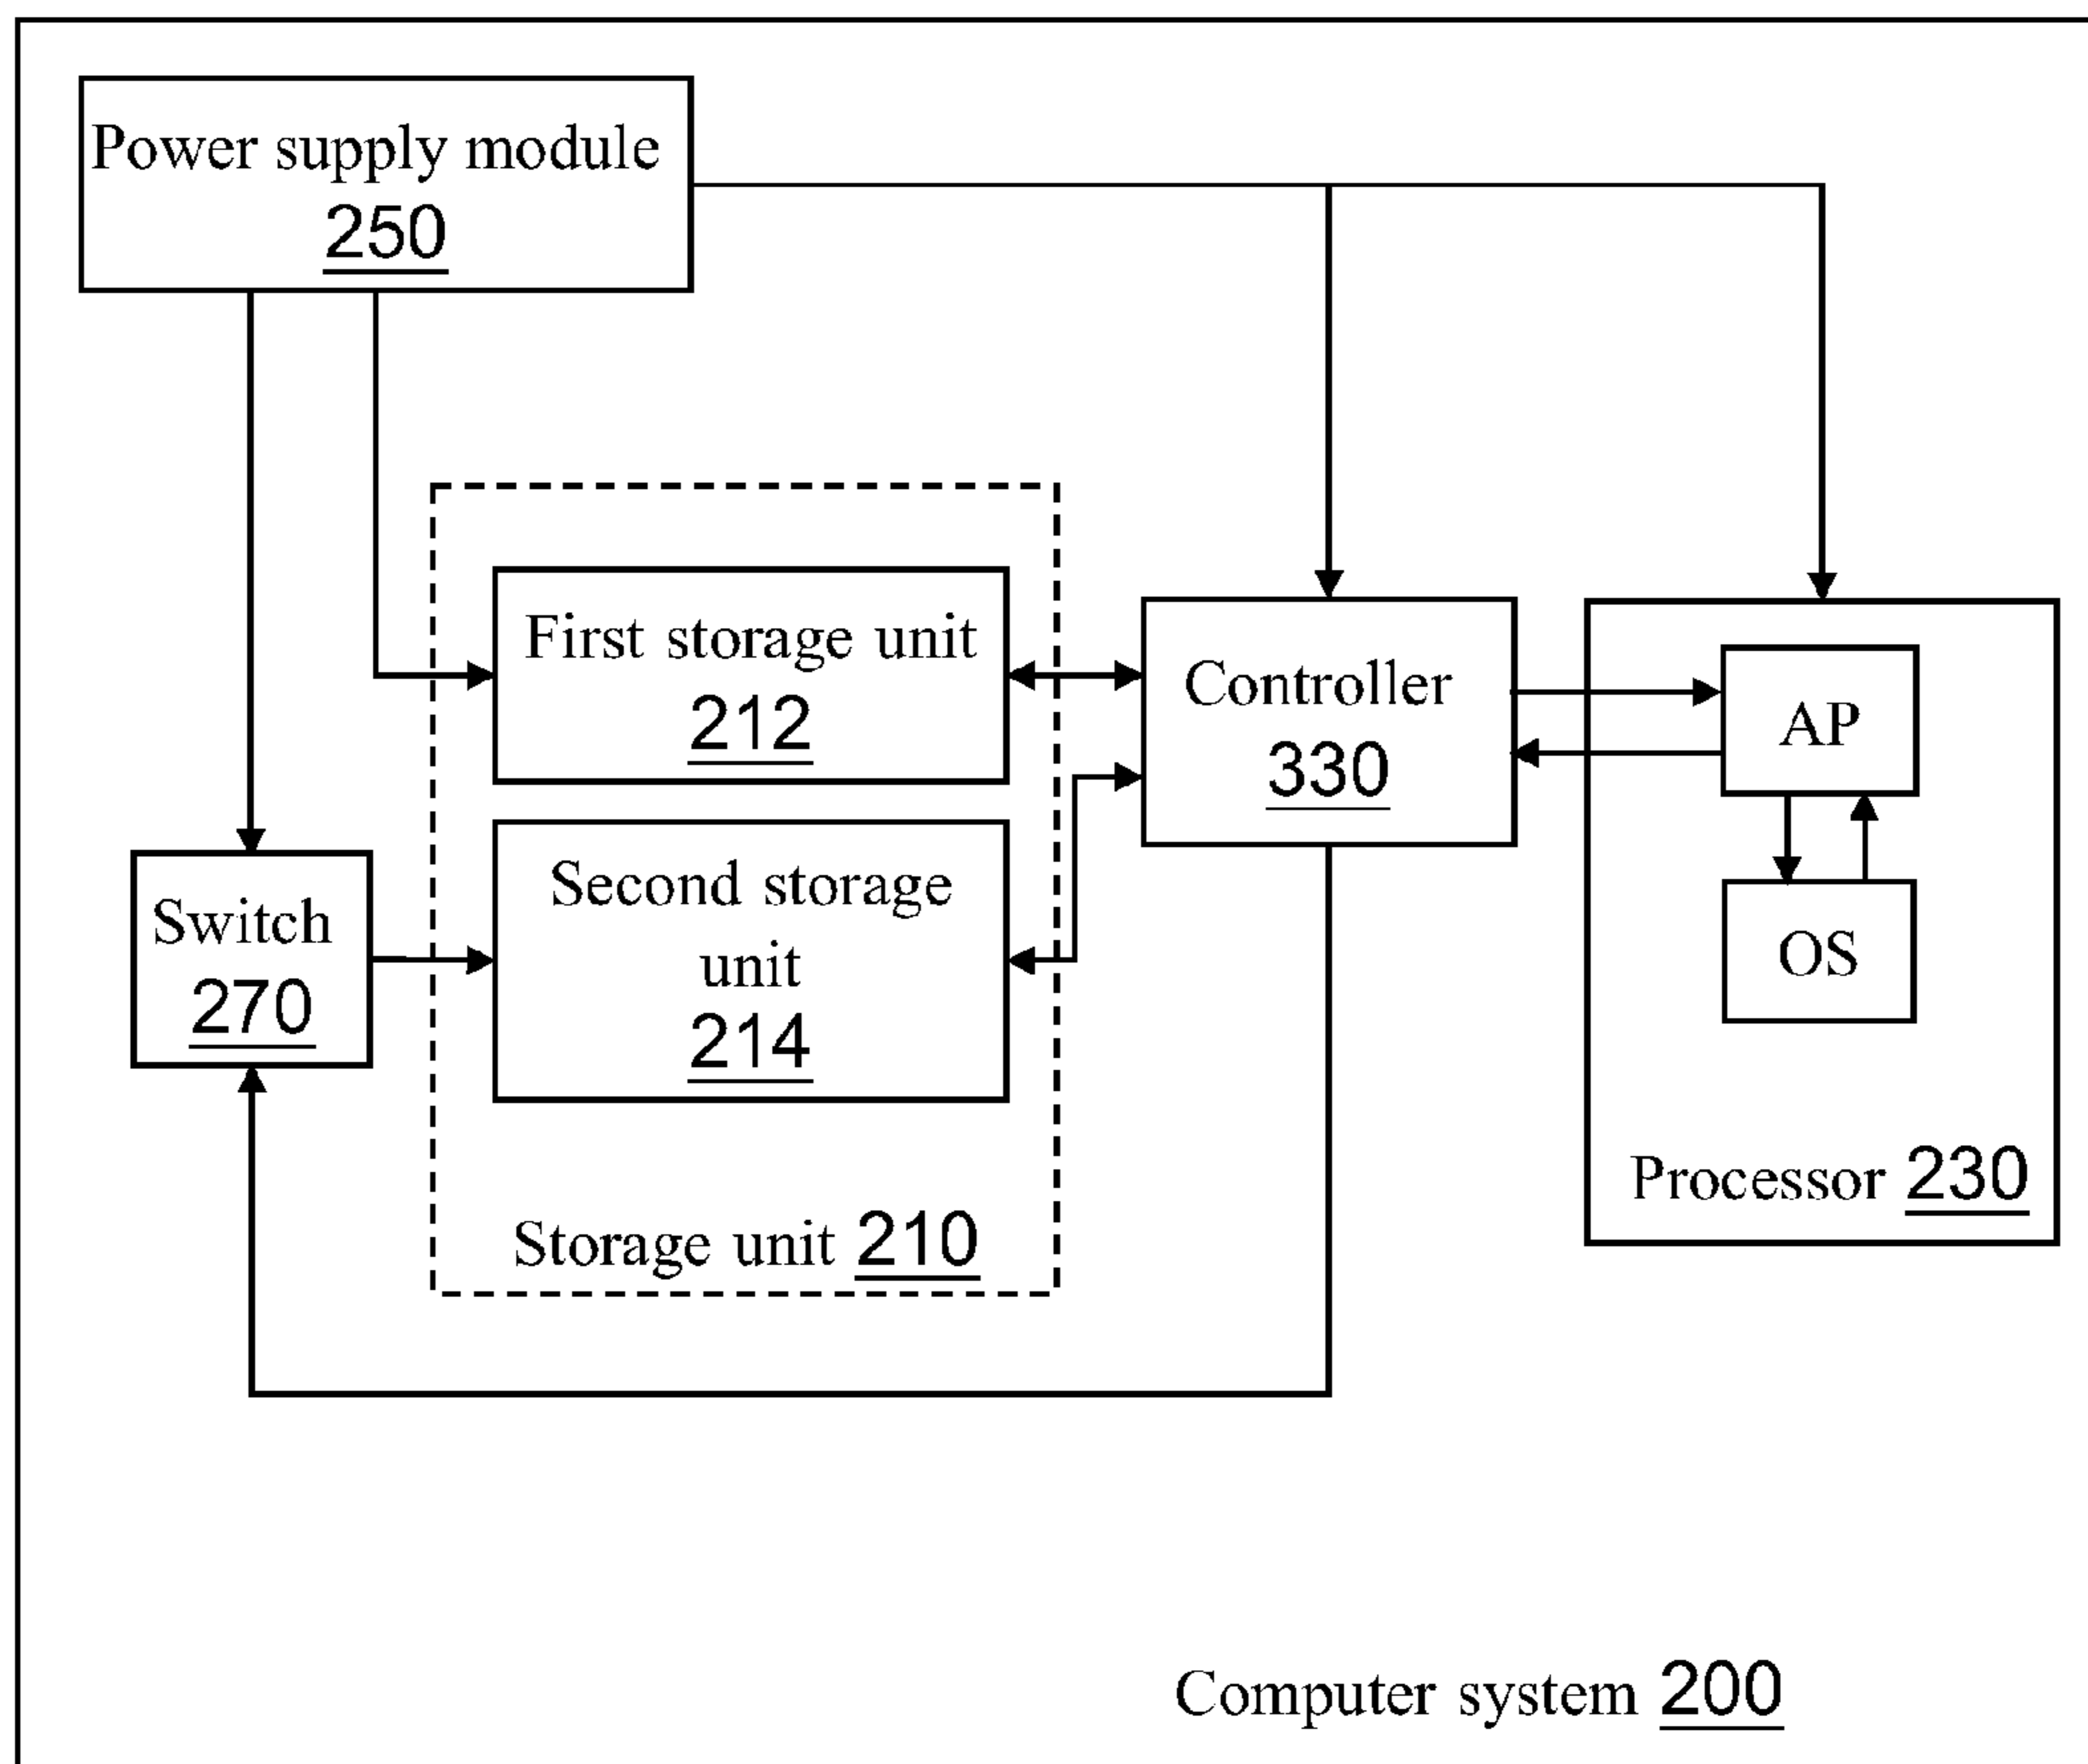 Power supply module
250
First storage unit
212
Controller
330
AP
Second storage
unit
214
Switch
270
OS
Processor 230
Storage unit 210
Computer system 200